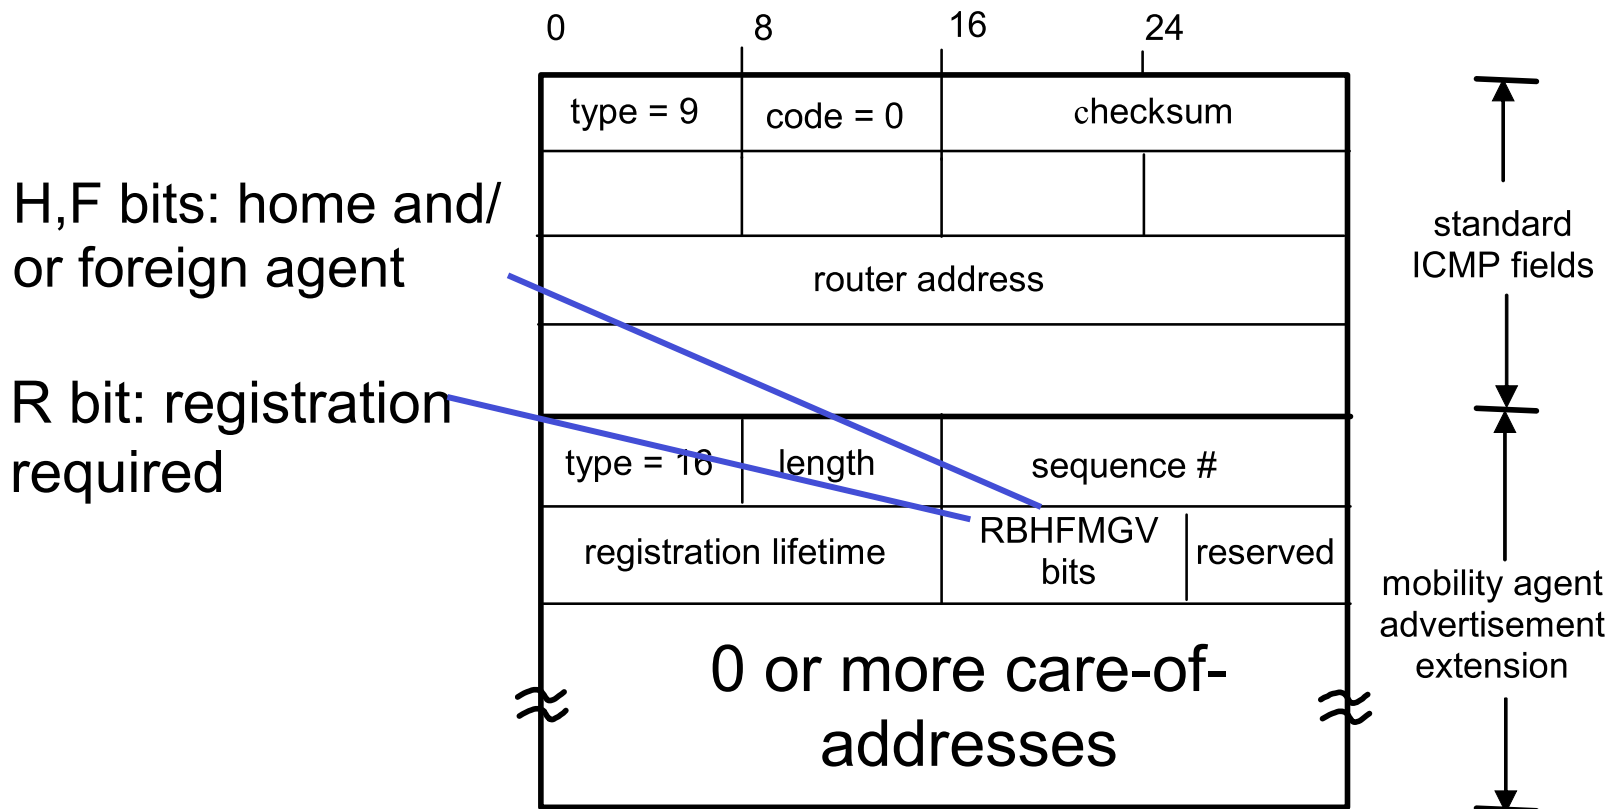 0 8 16 24
type = 9 code = 0 checksum
H,F bits: home and/
or foreign agent
router address
standard
ICMP fields
R bit: registration
required
type = 16 length sequence #
registration lifetime
RBHFMGV
bits
reserved
mobility agent
advertisement
extension
0 or more care-of-
addresses